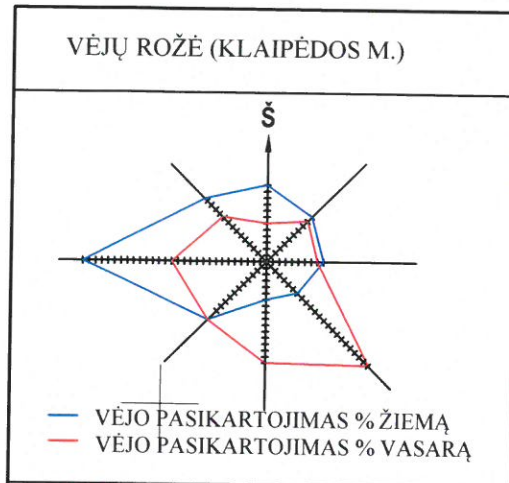 VĖJŲ ROŽĖ (KLAIPĖDOS M.)
Š
VĖJO PASIKARTOJIMAS % ŽIEMĄ
VĖJO PASIKARTOJIMAS % VASARĄ